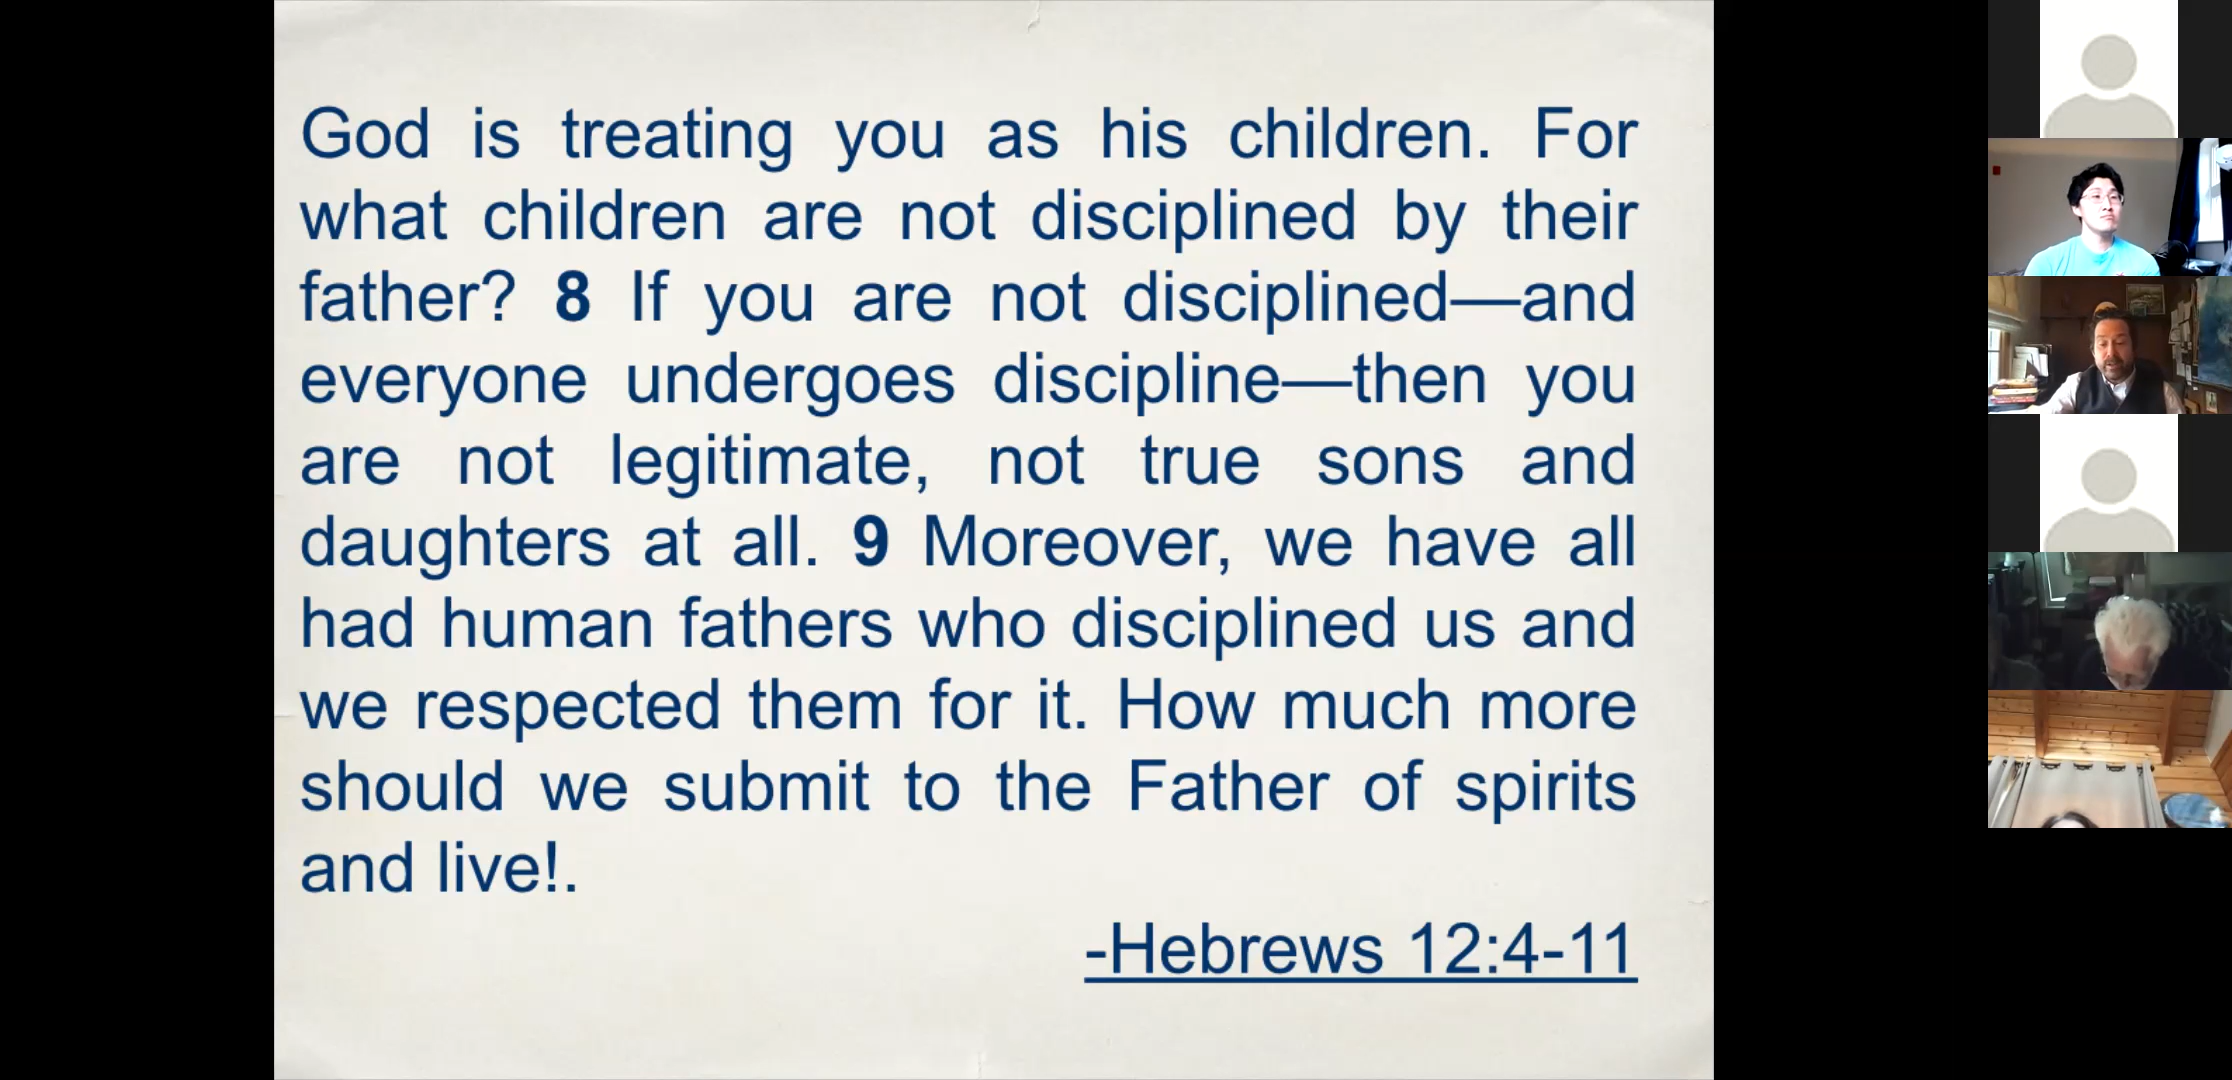 God is treating you as his children. For
what children are not disciplined by their
father? 8 If you are not disciplined—and
everyone undergoes discipline—then you
are not legitimate, not true sons and
daughters at all. 9 Moreover, we have all
had human fathers who disciplined us and
we respected them for it. How much more
should we submit to the Father of spirits
and live!.
-Hebrews 12:4-11